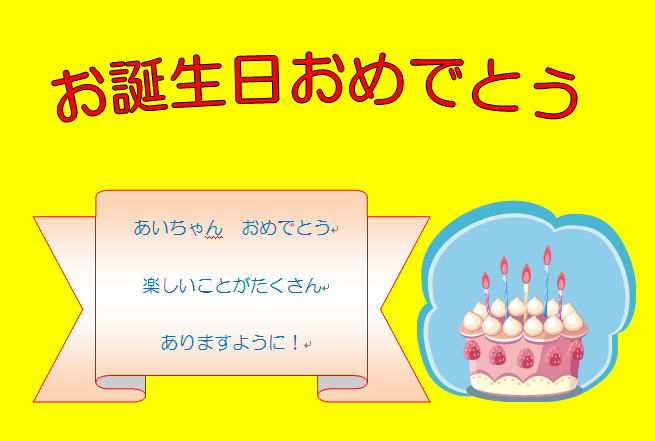 お誕生日おめでとう
あいちゃん　おめでとう
楽しいことがたくさん
ありますように！